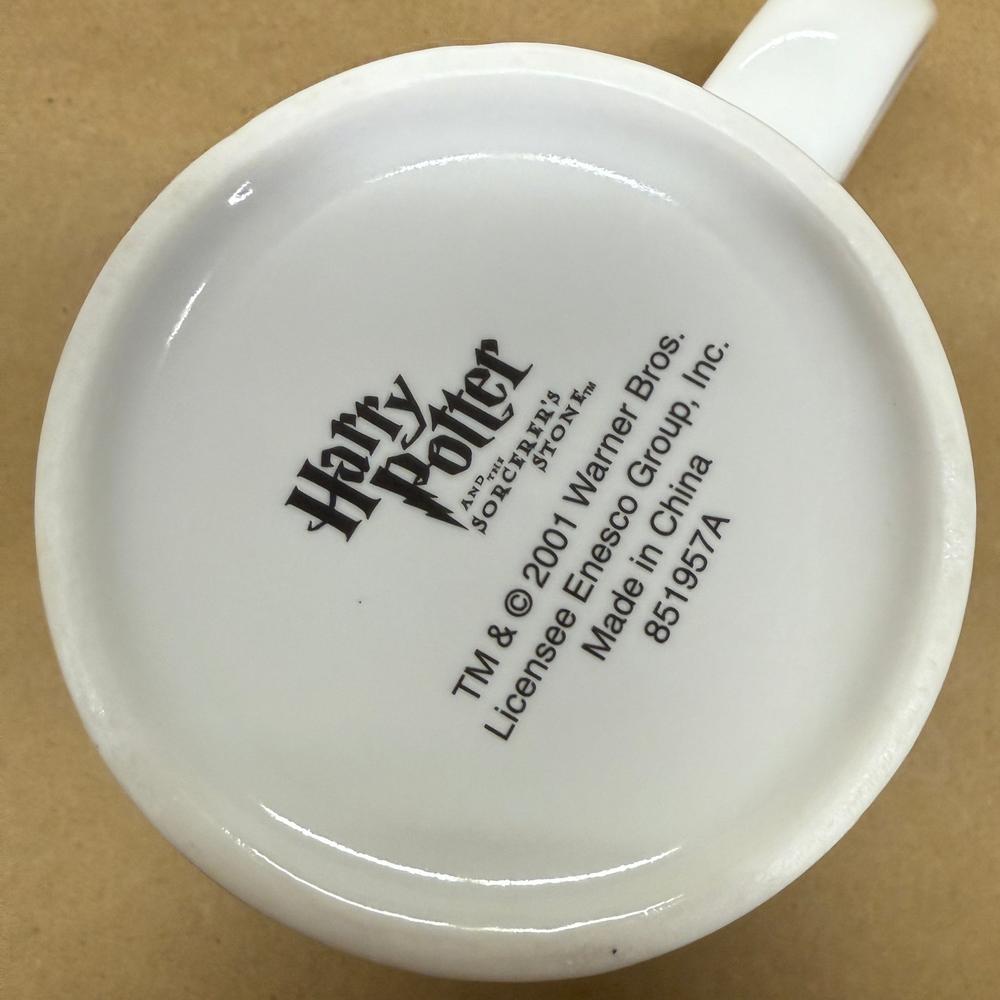 Harry
Potter
AND THE
SORCERER'S
STONE™
TM & © 2001 Warner Bros.
Licensee Enesco Group, Inc.
Made in China
851957A